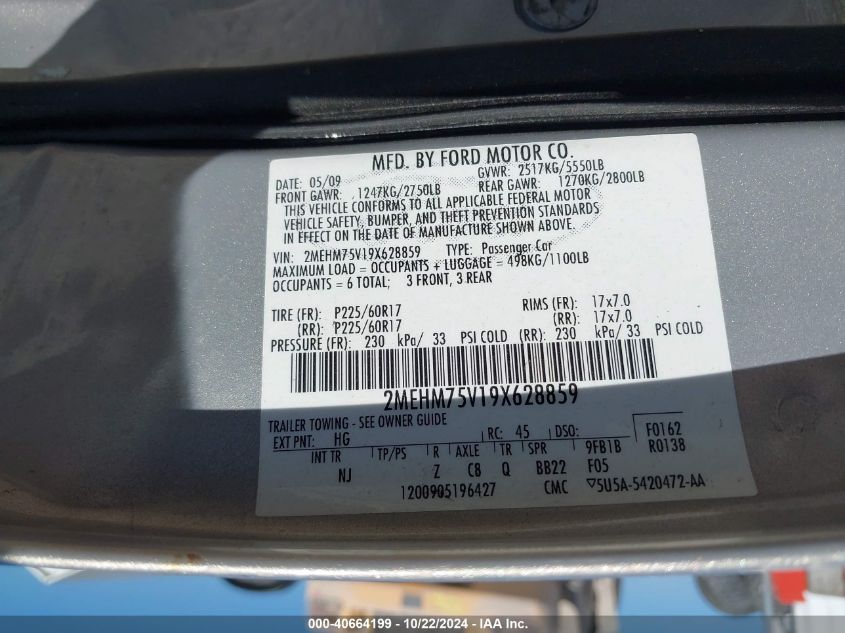 MFD. BY FORD MOTOR CO.
DATE: 05/09 GVWR: 2517KG/5550LB
FRONT GAWR: 1247KG/2750LB REAR GAWR: 1270KG/2800LB
THIS VEHICLE CONFORMS TO ALL APPLICABLE FEDERAL MOTOR
VEHICLE SAFETY, BUMPER, AND THEFT PREVENTION STANDARDS
IN EFFECT ON THE DATE OF MANUFACTURE SHOWN ABOVE.
VIN: 2MEHM75V19X628859 TYPE: Passenger Car
MAXIMUM LOAD = OCCUPANTS + LUGGAGE = 498KG/1100LB
OCCUPANTS = 6 TOTAL; 3 FRONT, 3 REAR
TIRE (FR): P225/60R17 RIMS (FR): 17x7.0
(RR): P225/60R17 (RR): 17x7.0
PRESSURE (FR): 230 kPa/ 33 PSI COLD (RR): 230 kPa/ 33 PSI COLD
2MEHM75V19X628859
TRAILER TOWING - SEE OWNER GUIDE
EXT PNT: HG RC: 45 DSO: F0162
INT TR TP/PS R AXLE TR SPR 9FB1B R0138
NJ Z C8 Q BB22 F05
1200905196427 CMC ▽5U5A-5420472-AA
000-40664199 - 10/22/2024 - IAA Inc.